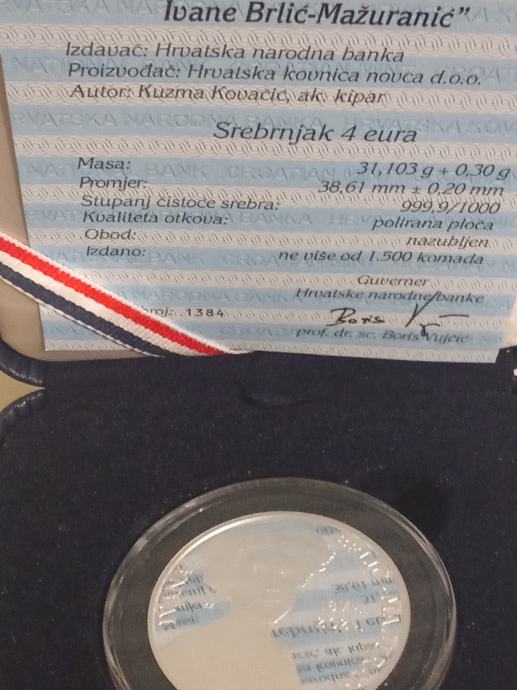 Ivane Brlić-Mažuranić”
Izdavač: Hrvatska narodna banka
Proizvođač: Hrvatska kovnica novca d.o.o.
Autor: Kuzma Kovačić, ak. kipar
Srebrnjak 4 eura
Masa: 31,103 g + 0,30 g
Promjer: 38,61 mm ± 0,20 mm
Stupanj čistoće srebra: 999,9/1000
Kvaliteta otkova: polirana ploča
Obod: nazubljen
Izdano: ne više od 1.500 komada
Guverner
Hrvatske narodne banke
roj: 1384
Boris V
prof. dr. sc. Boris Vujčić